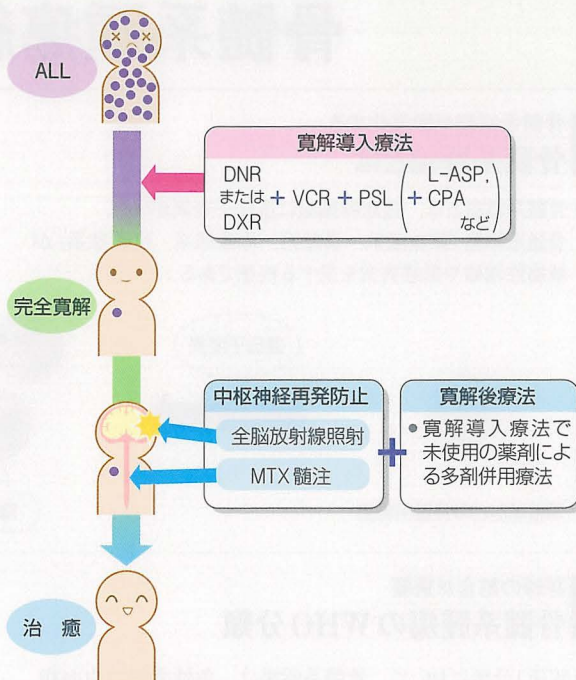 ALL
寛解導入療法
DNR
または
DXR
+ VCR + PSL
L-ASP,
+ CPA
など
完全寛解
中枢神経再発防止
全脳放射線照射
MTX髄注
+
寛解後療法
●寛解導入療法で
未使用の薬剤によ
る多剤併用療法
治 癒